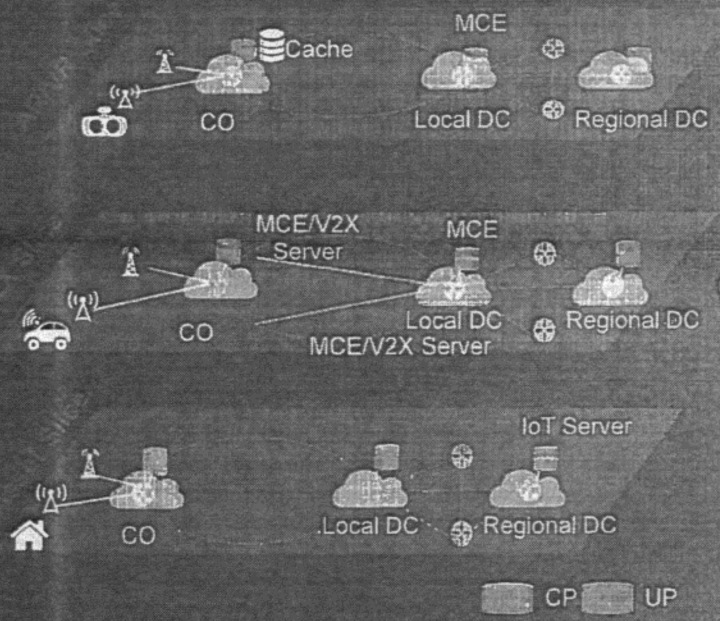 MCE
Cache
CO
Local DC
Regional DC
MCE/V2X
Server
MCE
CO
Local DC
Regional DC
MCE/V2X Server
IoT Server
CO
Local DC
Regional DC
CP
UP